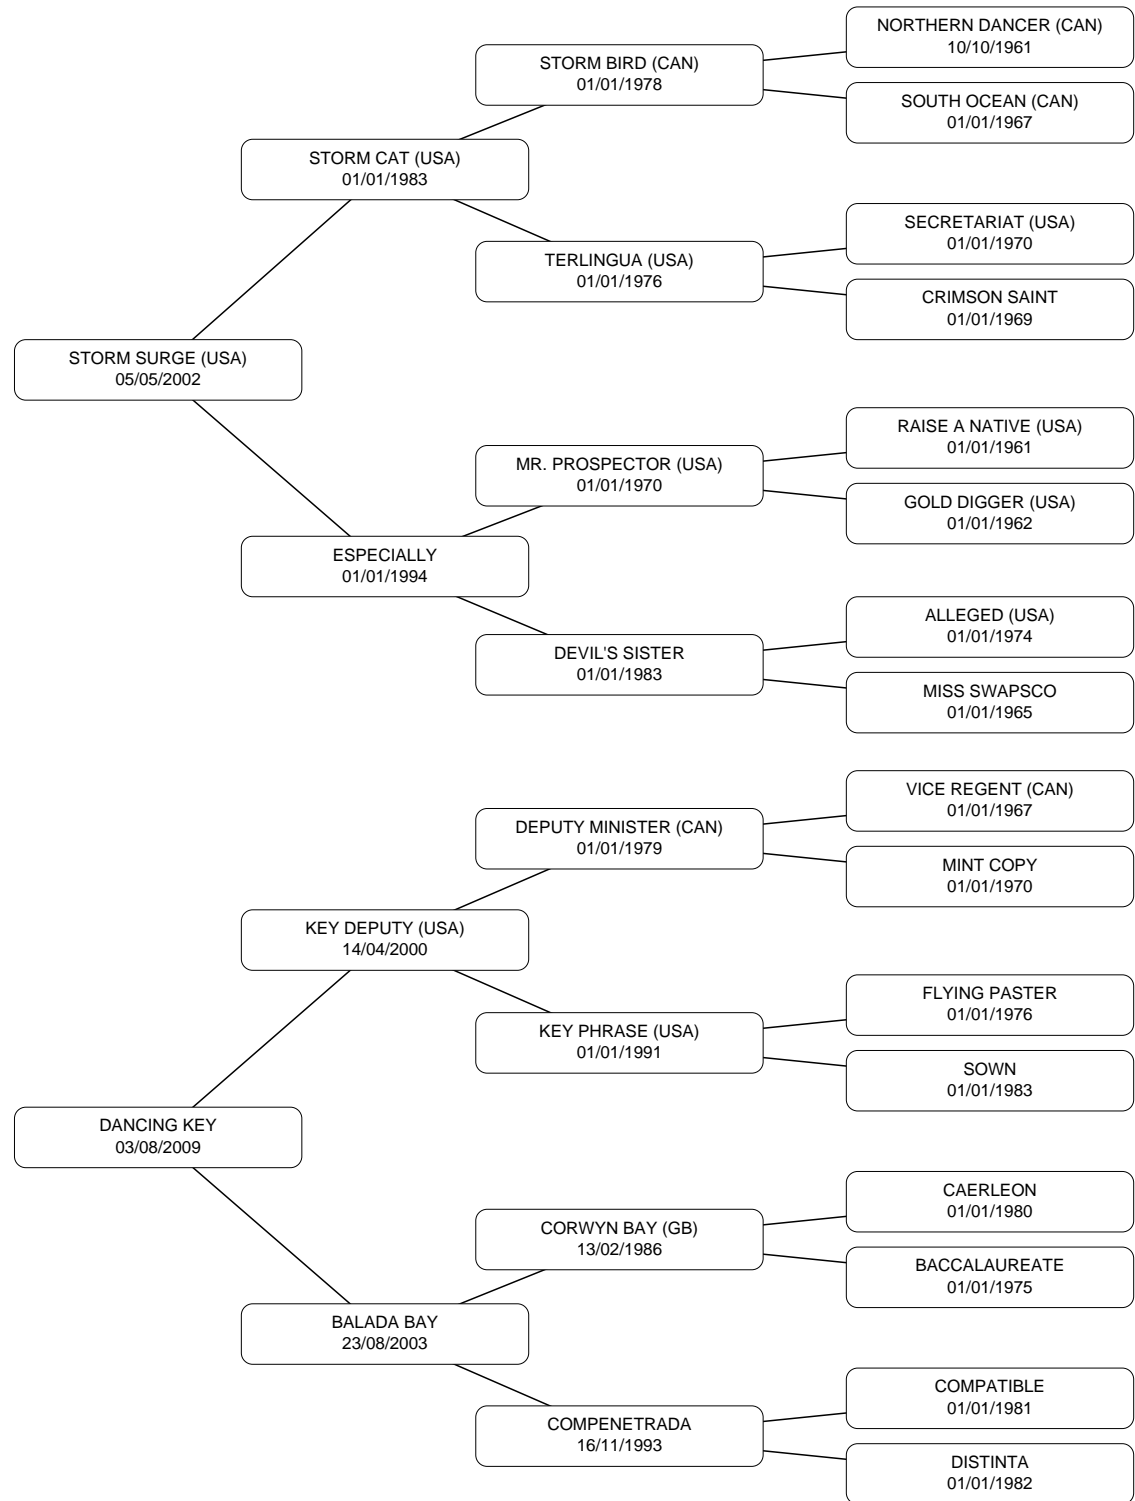 NORTHERN DANCER (CAN)
10/10/1961
STORM BIRD (CAN)
01/01/1978
SOUTH OCEAN (CAN)
01/01/1967
STORM CAT (USA)
01/01/1983
SECRETARIAT (USA)
01/01/1970
TERLINGUA (USA)
01/01/1976
CRIMSON SAINT
01/01/1969
STORM SURGE (USA)
05/05/2002
RAISE A NATIVE (USA)
01/01/1961
MR. PROSPECTOR (USA)
01/01/1970
GOLD DIGGER (USA)
01/01/1962
ESPECIALLY
01/01/1994
ALLEGED (USA)
01/01/1974
DEVIL'S SISTER
01/01/1983
MISS SWAPSCO
01/01/1965
VICE REGENT (CAN)
01/01/1967
DEPUTY MINISTER (CAN)
01/01/1979
MINT COPY
01/01/1970
KEY DEPUTY (USA)
14/04/2000
FLYING PASTER
01/01/1976
KEY PHRASE (USA)
01/01/1991
SOWN
01/01/1983
DANCING KEY
03/08/2009
CAERLEON
01/01/1980
CORWYN BAY (GB)
13/02/1986
BACCALAUREATE
01/01/1975
BALADA BAY
23/08/2003
COMPATIBLE
01/01/1981
COMPENETRADA
16/11/1993
DISTINTA
01/01/1982